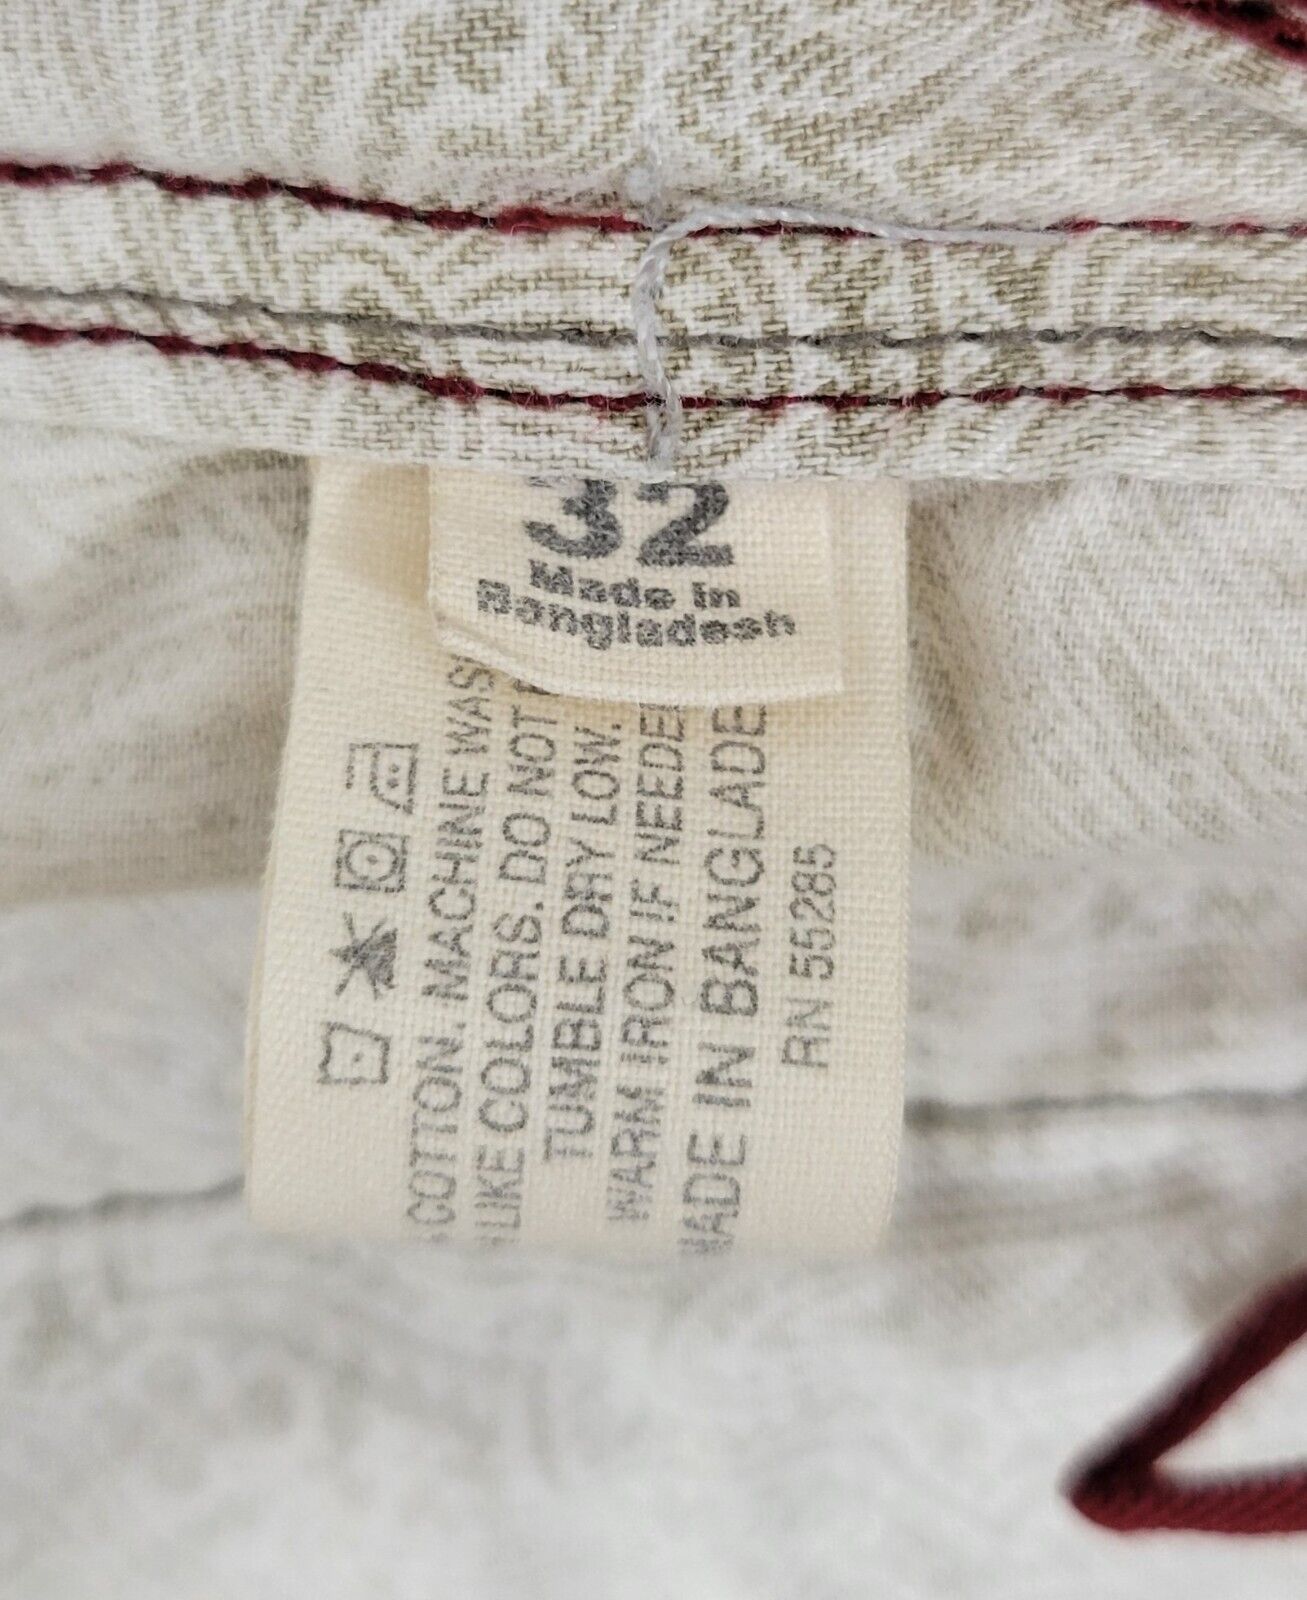 32
Made in
Bangladesh
COTTON. MACHINE WAS
LIKE COLORS. DO NOT
TUMBLE DRY LOW.
WARM IRON IF NEEDE
MADE IN BANGLADE
RN 55285